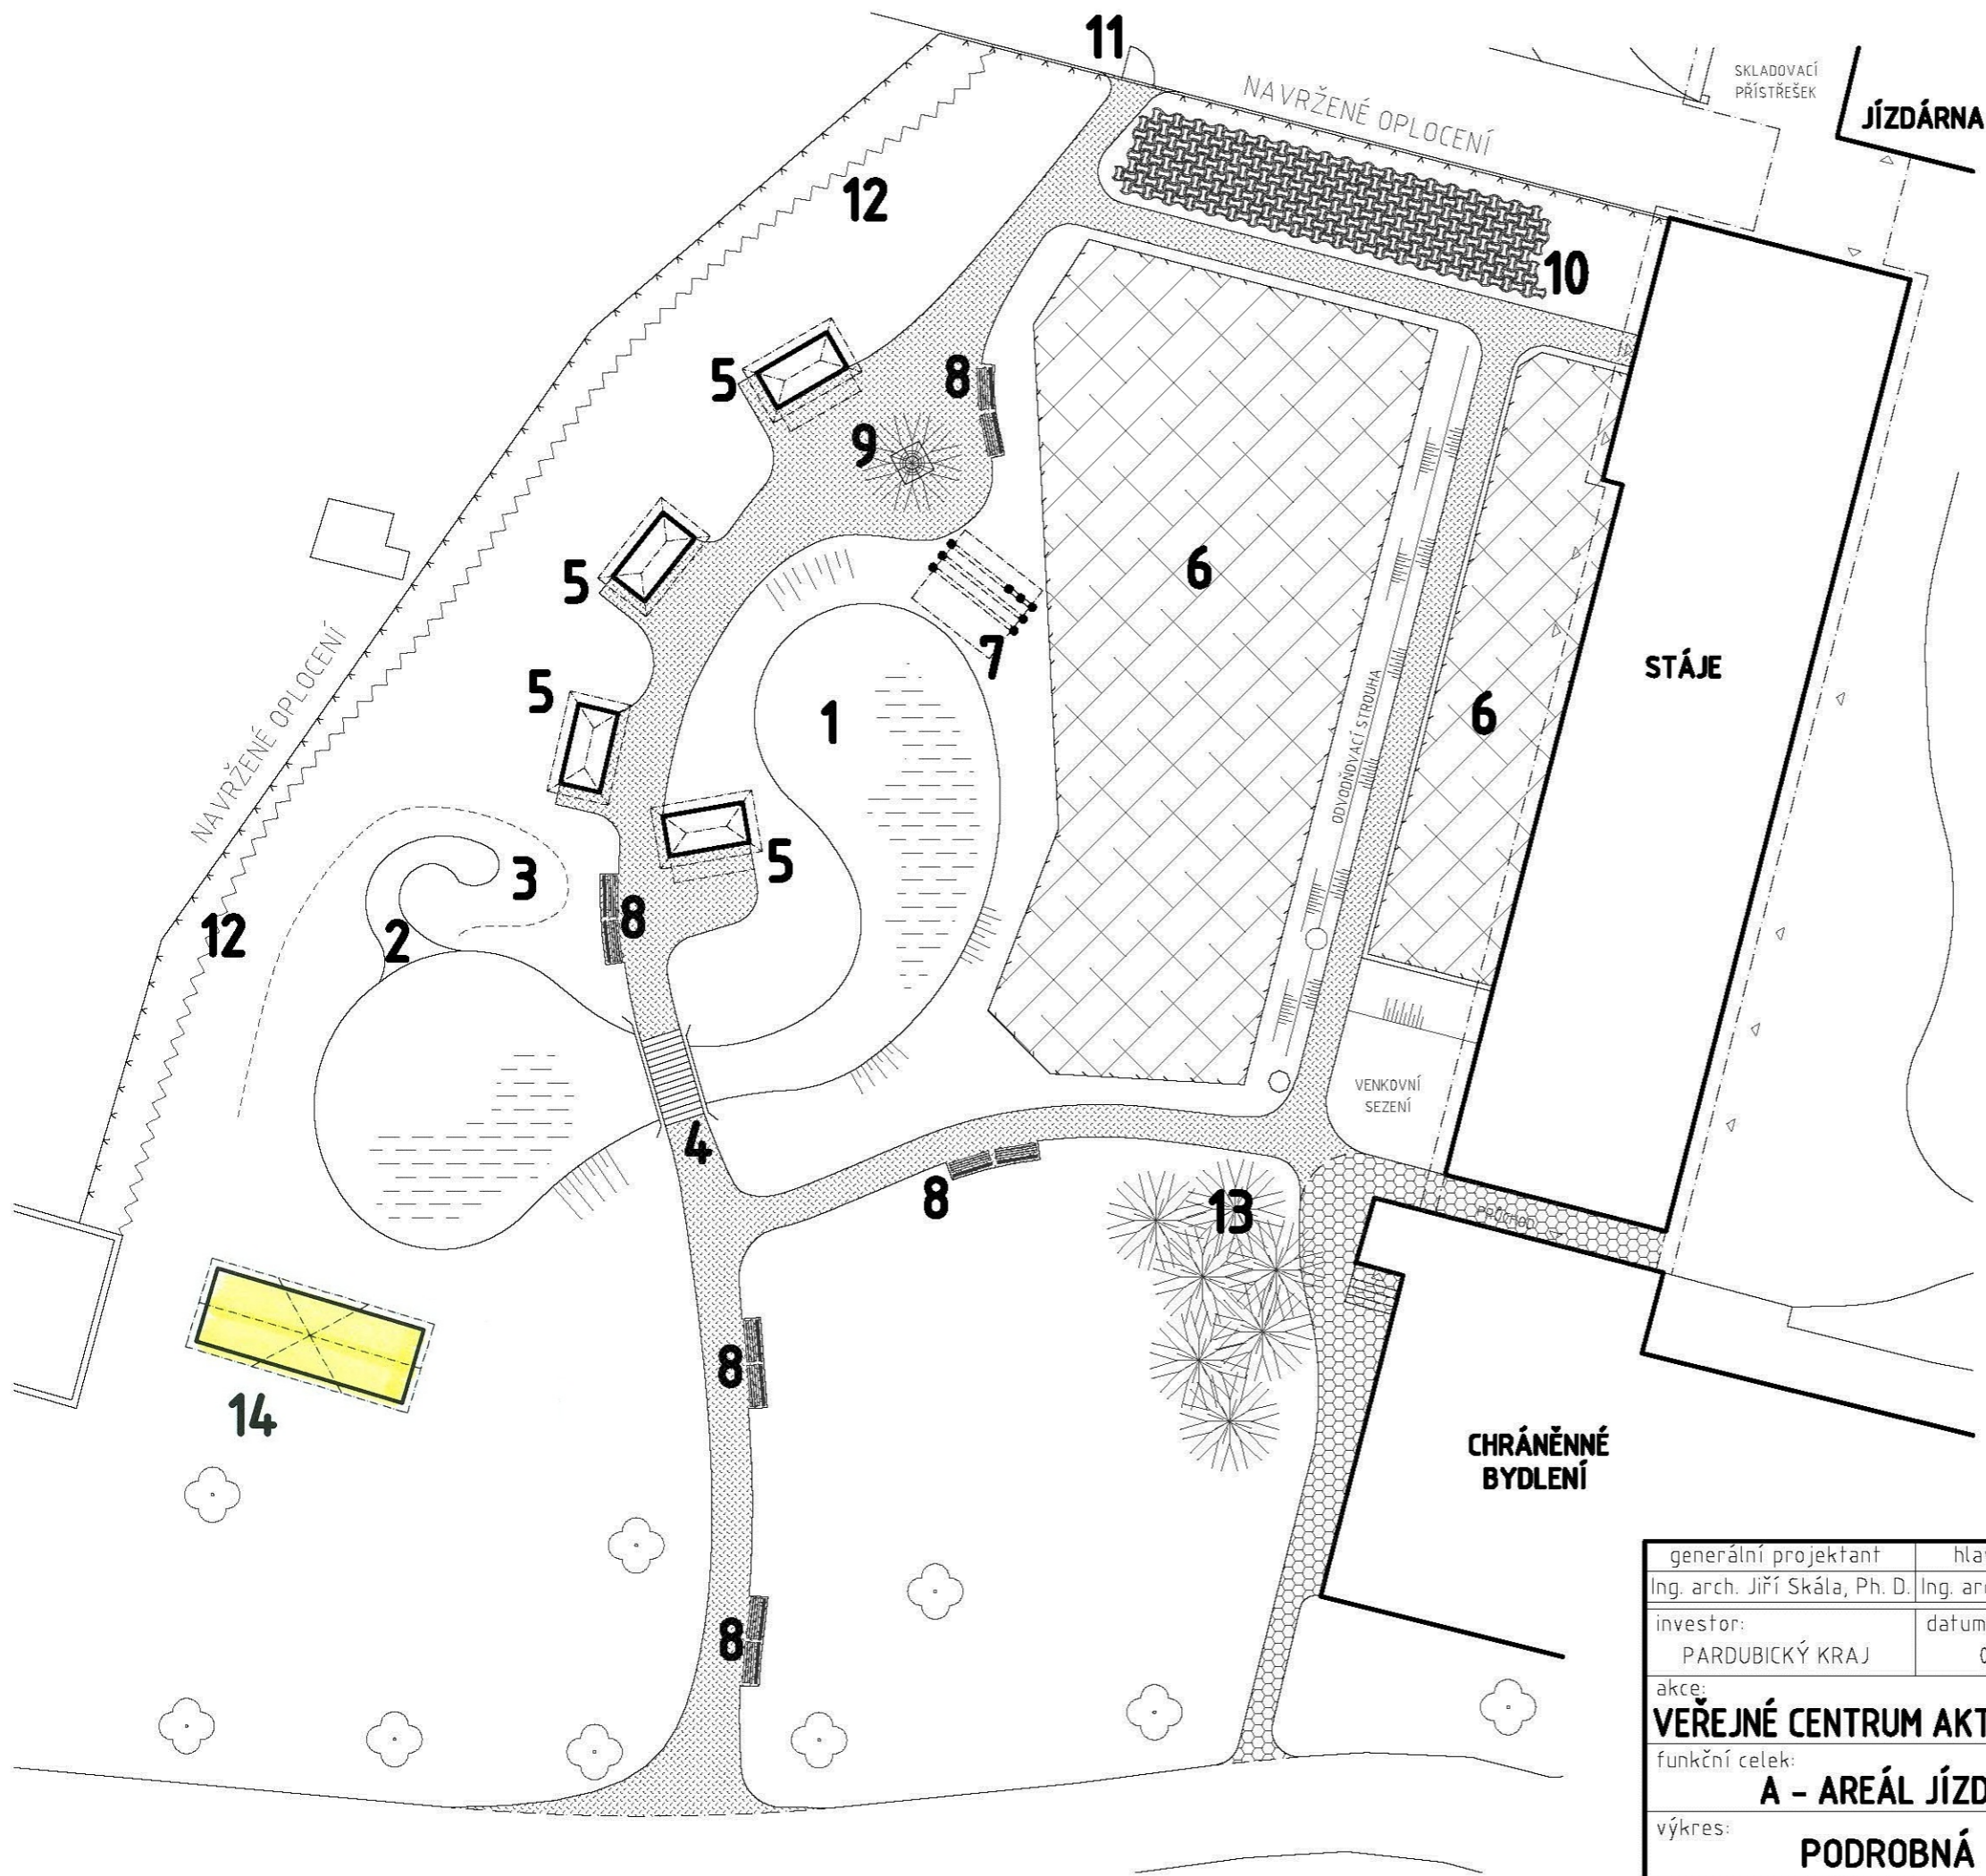 11
SKLADOVACÍ
PŘÍSTŘEŠEK
JÍZDÁRNA
NAVRŽENÉ OPLOCENÍ
12
10
5
8
9
5
6
7
STÁJE
NAVRŽENÉ OPLOCENÍ
5
1
6
ODVODŇOVACÍ STROUHA
5
3
8
12
2
VENKOVNÍ
SEZENÍ
4
8
13
PRŮCHOD
8
14
CHRÁNĚNNÉ
BYDLENÍ
8
generální projektant
Ing. arch. Jiří Skála, Ph. D.
investor:
PARDUBICKÝ KRAJ
akce:
VEŘEJNÉ CENTRUM
funkční celek:
A - AREÁL
výkres:
PODROBNÁ